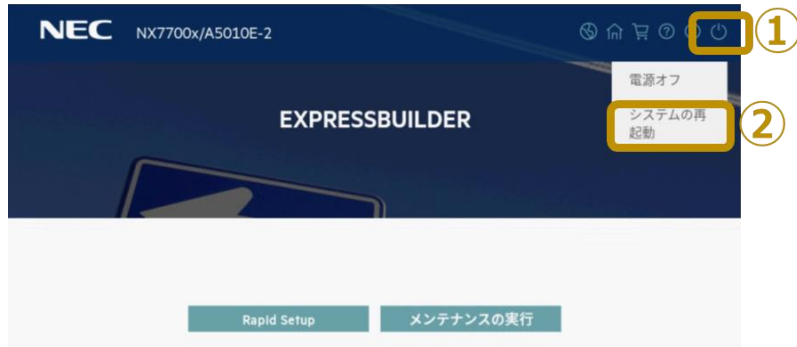 NEC NX7700x/A5010E-2
①
電源オフ
システムの再
起動
②
EXPRESSBUILDER
Rapid Setup
メンテナンスの実行